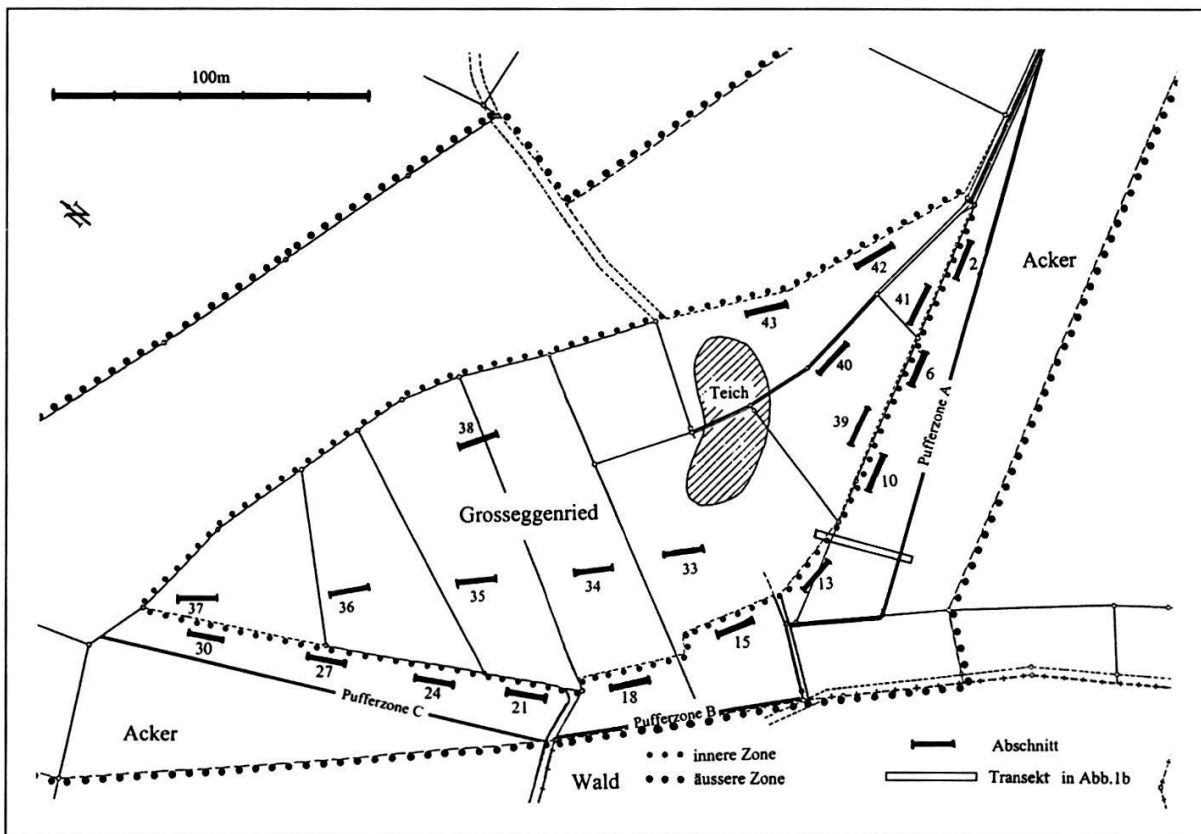 100m
Acker
2
42
41
43
40
6
Teich
39
Pufferzone A
10
38
Grosseggenried
33
34
35
13
36
37
15
30
27
24
18
21
Pufferzone C
Pufferzone B
Acker
Wald
innere Zone
äussere Zone
Abschnitt
Transekt in Abb.1b